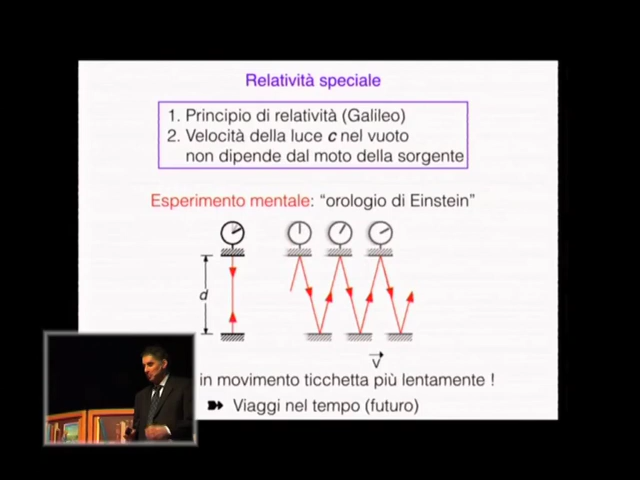 Relatività speciale
1. Principio di relatività (Galileo)
2. Velocità della luce c nel vuoto
non dipende dal moto della sorgente
Esperimento mentale: “orologio di Einstein”
d
v
in movimento ticchetta più lentamente !
Viaggi nel tempo (futuro)